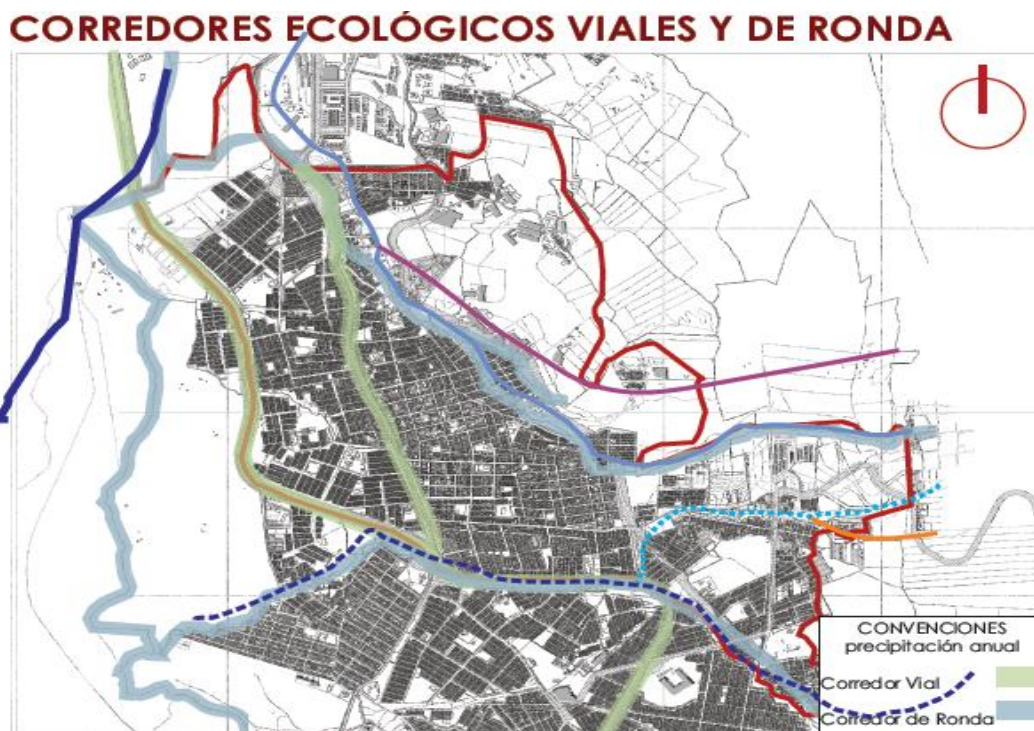 CORREDORES ECOLÓGICOS VIALES Y DE RONDA
CONVENCIONES
precipitación anual
Corredor Vial
Corredor de Ronda